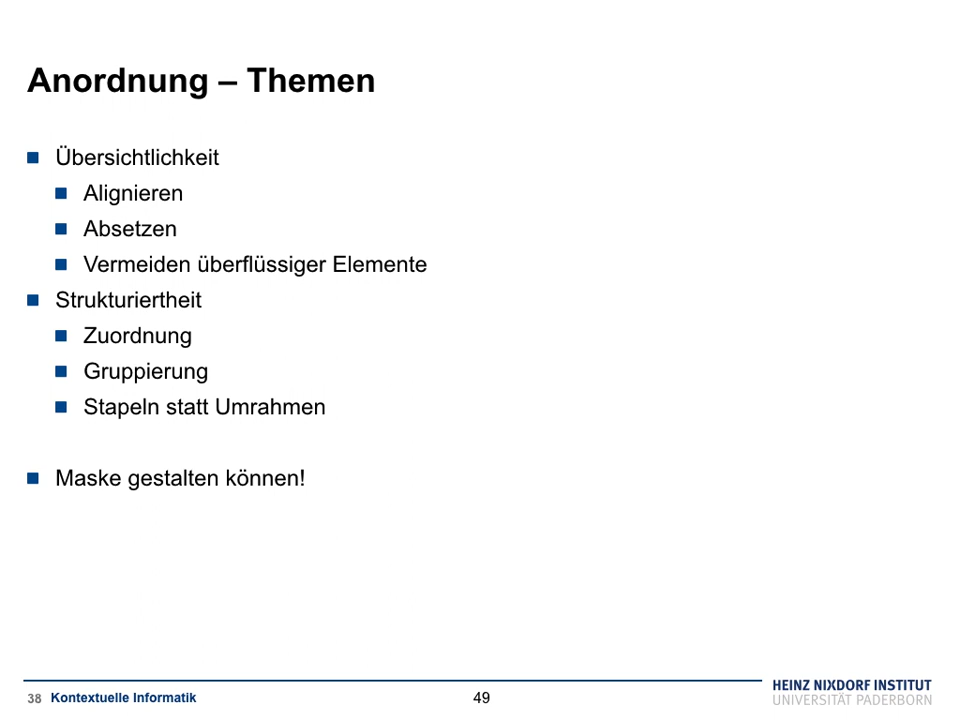 Anordnung – Themen
Übersichtlichkeit
Alignieren
Absetzen
Vermeiden überflüssiger Elemente
Strukturiertheit
Zuordnung
Gruppierung
Stapeln statt Umrahmen
Maske gestalten können!
38 Kontextuelle Informatik
49
HEINZ NIXDORF INSTITUT
UNIVERSITÄT PADERBORN